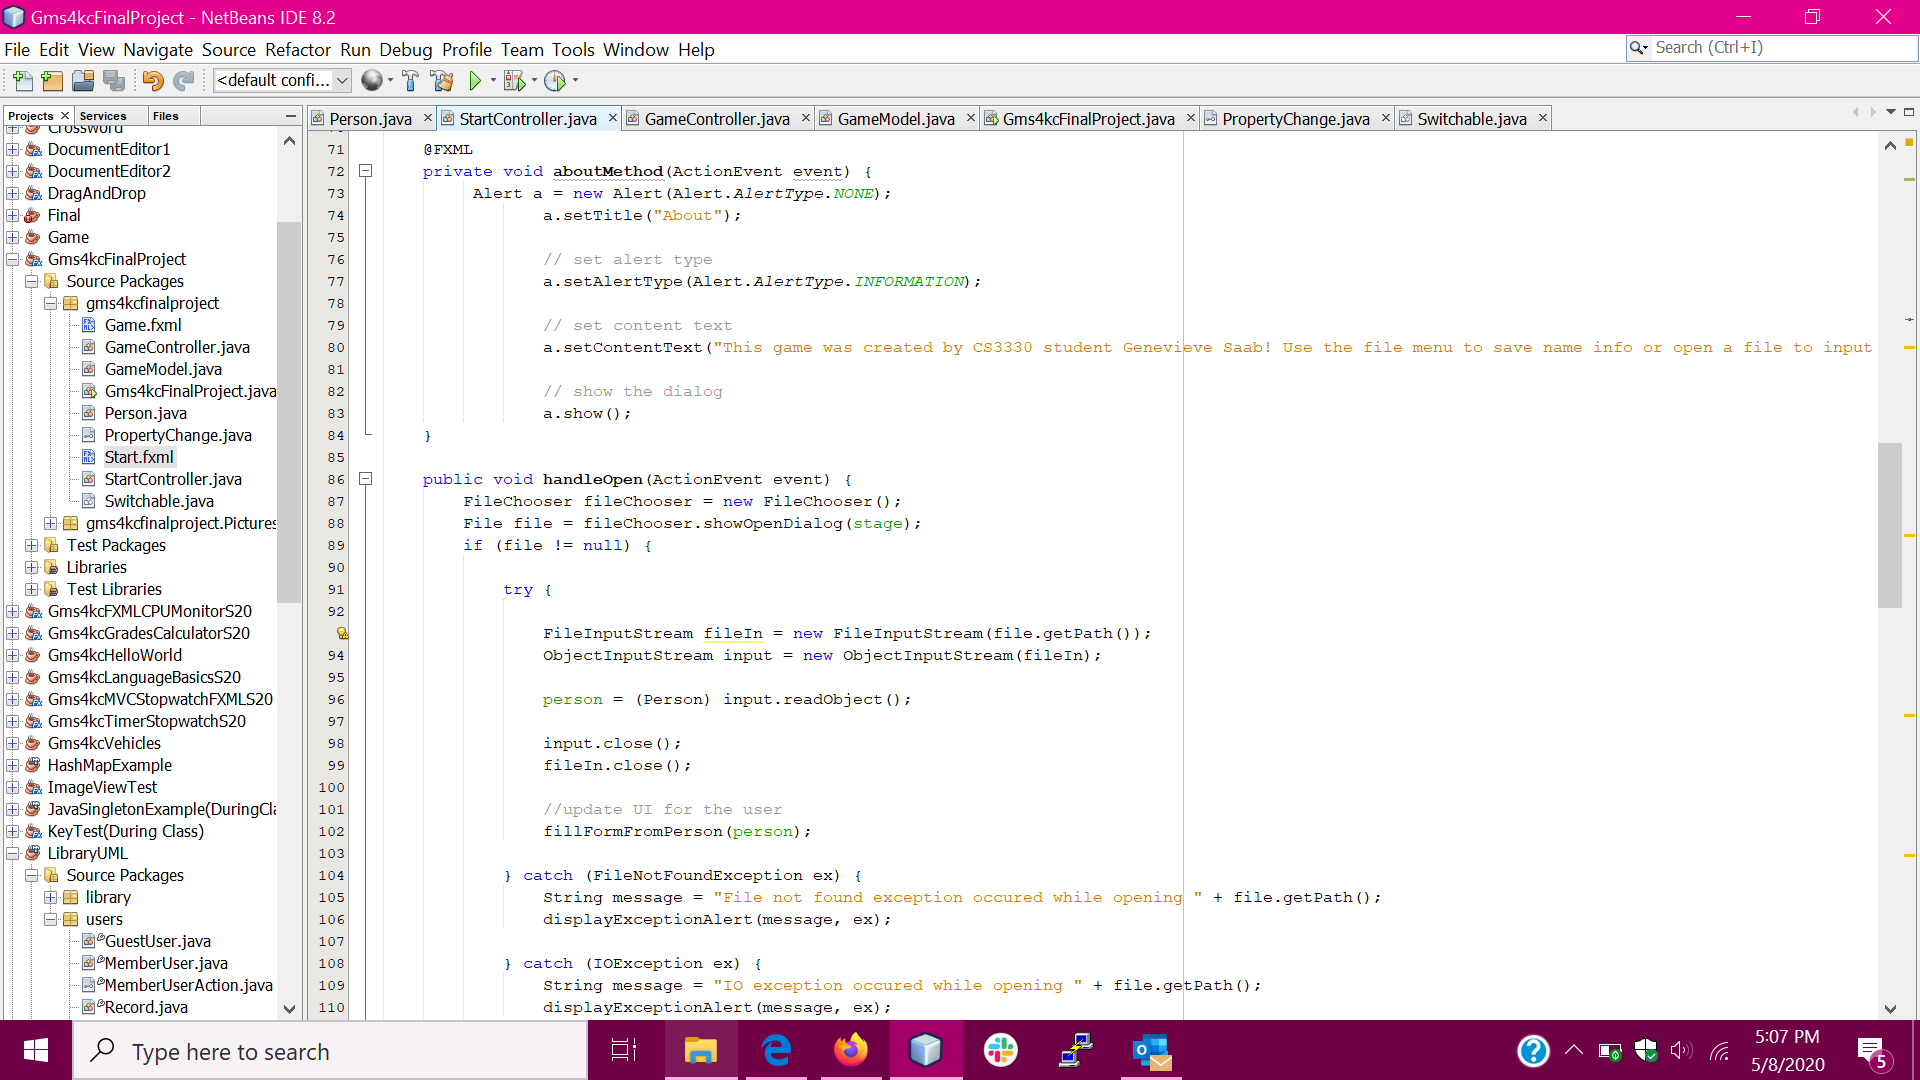 Gms4kcFinalProject - NetBeans IDE 8.2
File Edit View Navigate Source Refactor Run Debug Profile Team Tools Window Help
Search (Ctrl+I)
<default confi...
Projects Services Files
Person.java StartController.java GameController.java GameModel.java Gms4kcFinalProject.java PropertyChange.java Switchable.java
Crossword
DocumentEditor1
DocumentEditor2
DragAndDrop
Final
Game
Gms4kcFinalProject
Source Packages
gms4kcfinalproject
Game.fxml
GameController.java
GameModel.java
Gms4kcFinalProject.java
Person.java
PropertyChange.java
Start.fxml
StartController.java
Switchable.java
gms4kcfinalproject.Pictures
Test Packages
Libraries
Test Libraries
Gms4kcFXMLCPUMonitorS20
Gms4kcGradesCalculatorS20
Gms4kcHelloWorld
Gms4kcLanguageBasicsS20
Gms4kcMVCStopwatchFXMLS20
Gms4kcTimerStopwatchS20
Gms4kcVehicles
HashMapExample
ImageViewTest
JavaSingletonExample(DuringCla
KeyTest(During Class)
LibraryUML
Source Packages
library
users
GuestUser.java
MemberUser.java
MemberUserAction.java
Record.java
71 @FXML
72 private void aboutMethod(ActionEvent event) {
73 Alert a = new Alert(Alert.AlertType.NONE);
74 a.setTitle("About");
75
76 // set alert type
77 a.setAlertType(Alert.AlertType.INFORMATION);
78
79 // set content text
80 a.setContentText("This game was created by CS3330 student Genevieve Saab! Use the file menu to save name info or open a file to input
81
82 // show the dialog
83 a.show();
84 }
85
86 public void handleOpen(ActionEvent event) {
87 FileChooser fileChooser = new FileChooser();
88 File file = fileChooser.showOpenDialog(stage);
89 if (file != null) {
90
91 try {
92
FileInputStream fileIn = new FileInputStream(file.getPath());
94 ObjectInputStream input = new ObjectInputStream(fileIn);
95
96 person = (Person) input.readObject();
97
98 input.close();
99 fileIn.close();
100
101 //update UI for the user
102 fillFormFromPerson(person);
103
104 } catch (FileNotFoundException ex) {
105 String message = "File not found exception occured while opening " + file.getPath();
106 displayExceptionAlert(message, ex);
107
108 } catch (IOException ex) {
109 String message = "IO exception occured while opening " + file.getPath();
110 displayExceptionAlert(message, ex);
Type here to search
5:07 PM
5/8/2020
5